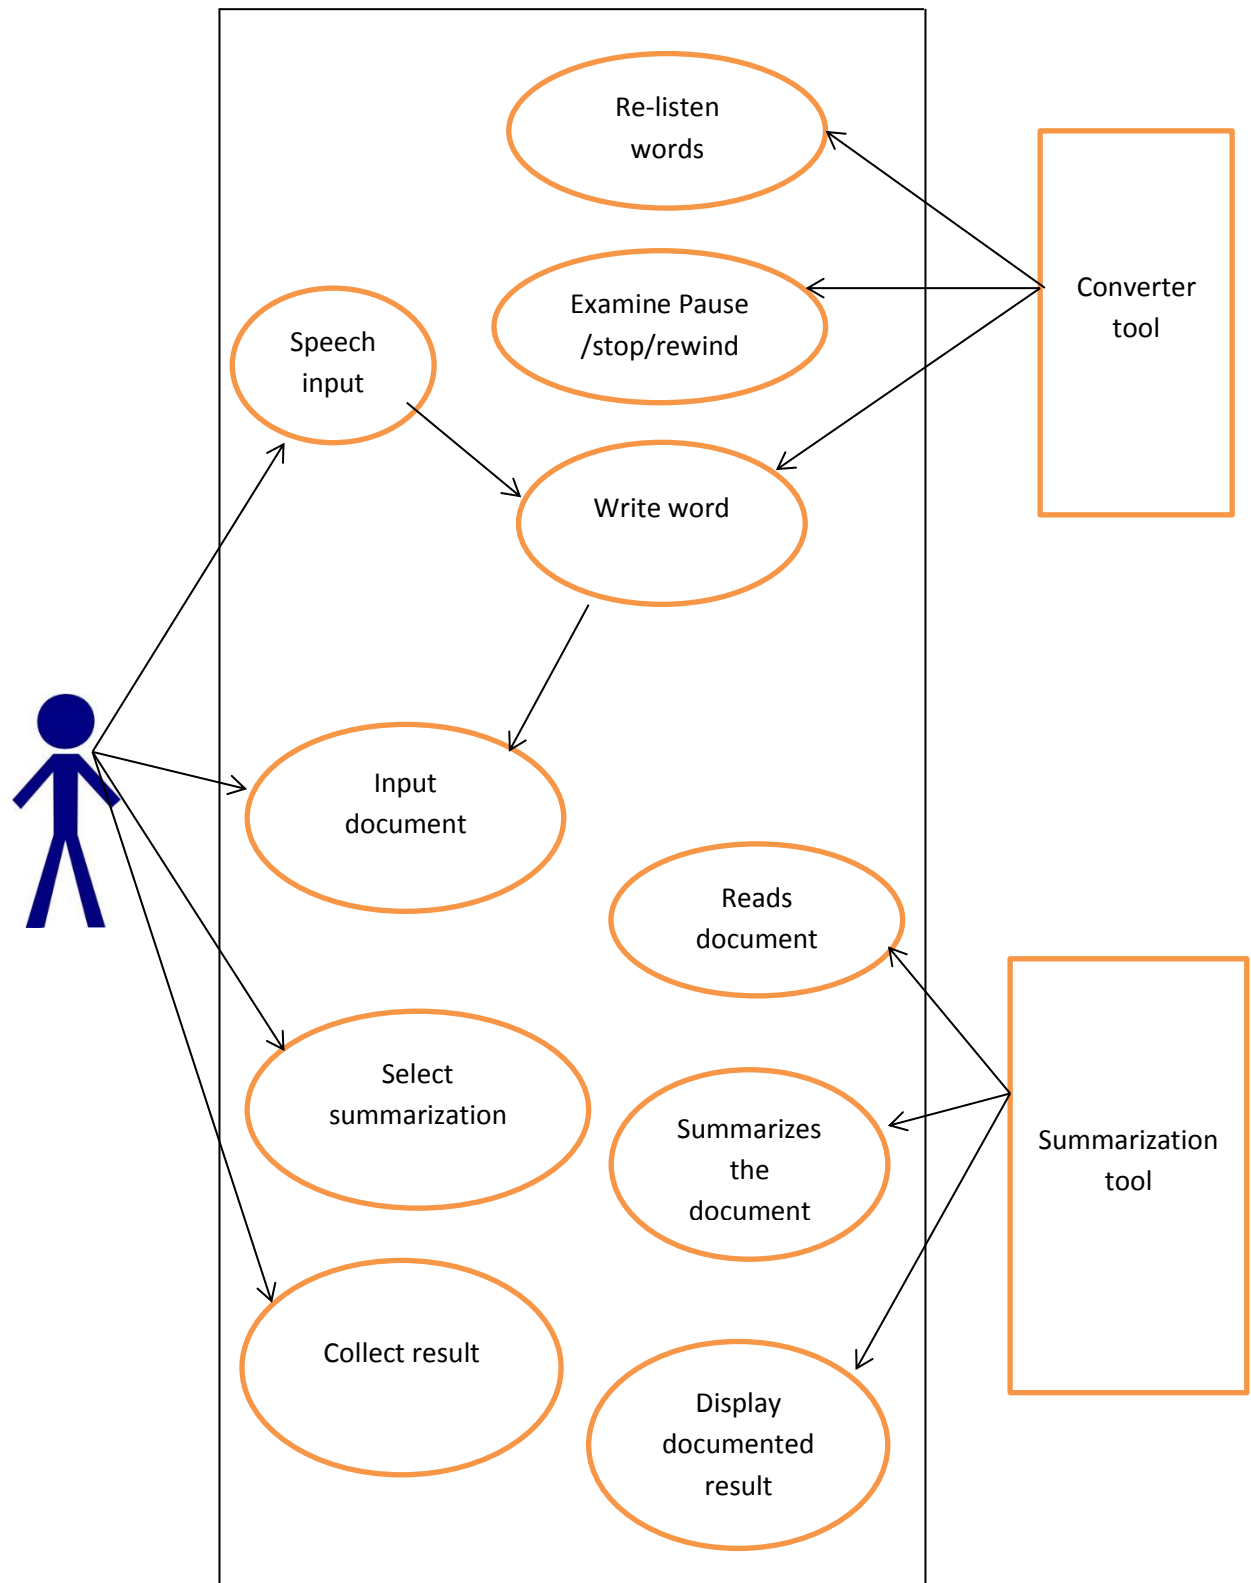 Re-listen
words
Examine Pause
/stop/rewind
Converter
tool
Speech
input
Write word
Input
document
Reads
document
Select
summarization
Summarizes
the
document
Summarization
tool
Collect result
Display
documented
result